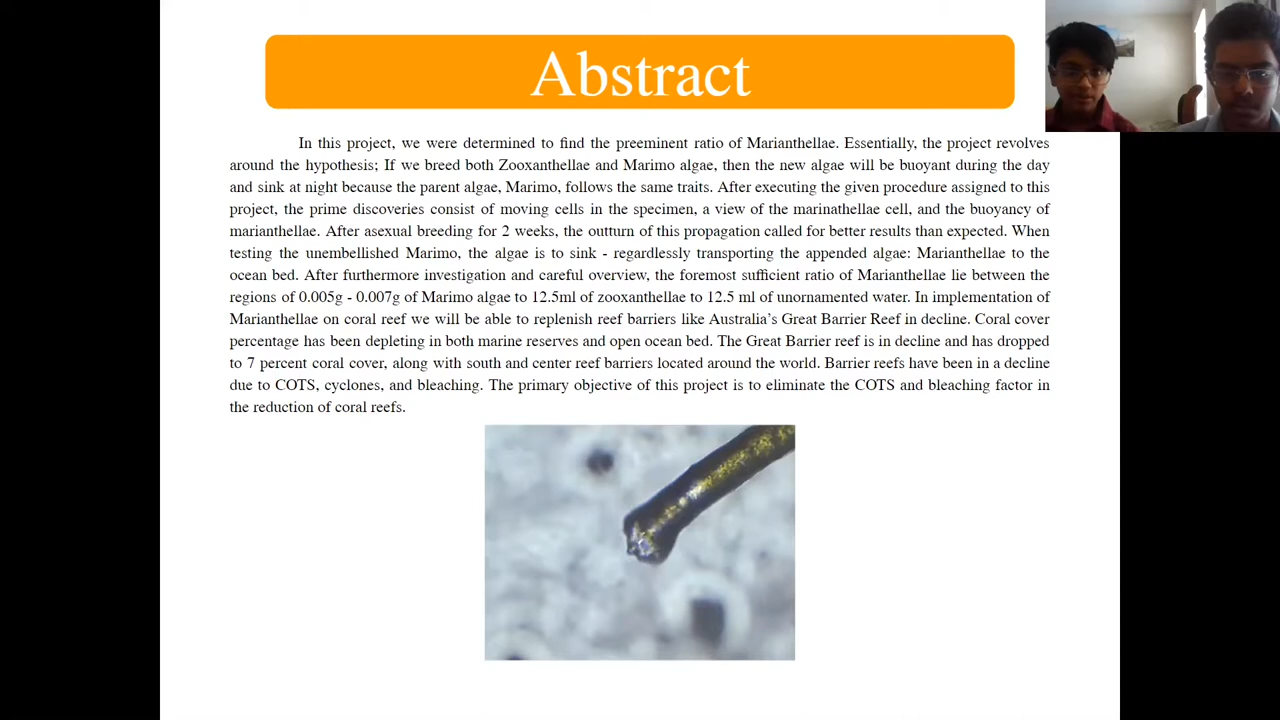 Abstract
In this project, we were determined to find the preeminent ratio of Marianthellae. Essentially, the project revolves
around the hypothesis; If we breed both Zooxanthellae and Marimo algae, then the new algae will be buoyant during the day
and sink at night because the parent algae, Marimo, follows the same traits. After executing the given procedure assigned to this
project, the prime discoveries consist of moving cells in the specimen, a view of the marinathellae cell, and the buoyancy of
marianthellae. After asexual breeding for 2 weeks, the outturn of this propagation called for better results than expected. When
testing the unembellished Marimo, the algae is to sink - regardlessly transporting the appended algae: Marianthellae to the
ocean bed. After furthermore investigation and careful overview, the foremost sufficient ratio of Marianthellae lie between the
regions of 0.005g - 0.007g of Marimo algae to 12.5ml of zooxanthellae to 12.5 ml of unornamented water. In implementation of
Marianthellae on coral reef we will be able to replenish reef barriers like Australia's Great Barrier Reef in decline. Coral cover
percentage has been depleting in both marine reserves and open ocean bed. The Great Barrier reef is in decline and has dropped
to 7 percent coral cover, along with south and center reef barriers located around the world. Barrier reefs have been in a decline
due to COTS, cyclones, and bleaching. The primary objective of this project is to eliminate the COTS and bleaching factor in
the reduction of coral reefs.